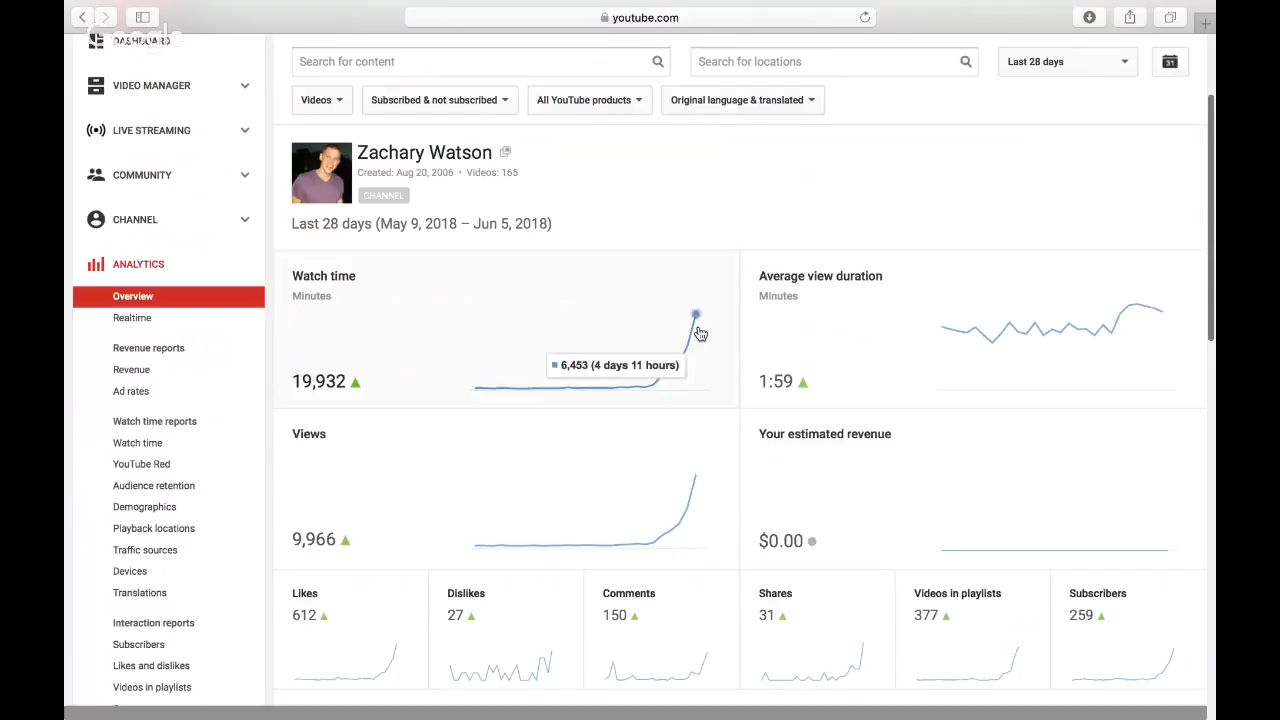 youtube.com
Google
DASHBOARD
VIDEO MANAGER
LIVE STREAMING
COMMUNITY
CHANNEL
ANALYTICS
Overview
Realtime
Revenue reports
Revenue
Ad rates
Watch time reports
Watch time
YouTube Red
Audience retention
Demographics
Playback locations
Traffic sources
Devices
Translations
Interaction reports
Subscribers
Likes and dislikes
Videos in playlists
Search for content
Search for locations
Last 28 days
31
Videos
Subscribed & not subscribed
All YouTube products
Original language & translated
Zachary Watson
Created: Aug 20, 2006 • Videos: 165
CHANNEL
Last 28 days (May 9, 2018 – Jun 5, 2018)
Watch time
Minutes
6,453 (4 days 11 hours)
19,932
Average view duration
Minutes
1:59
Views
9,966
Your estimated revenue
$0.00
Likes
612
Dislikes
27
Comments
150
Shares
31
Videos in playlists
377
Subscribers
259